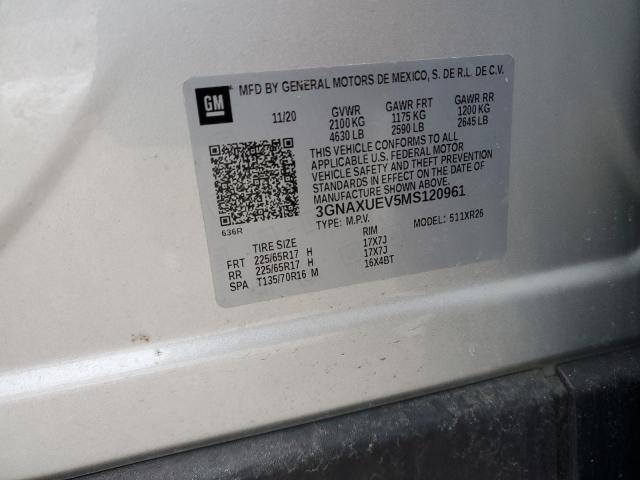 MFD BY GENERAL MOTORS DE MEXICO, S. DE R.L. DE C.V.
GM
11/20 GVWR GAWR FRT GAWR RR
2100 KG 1175 KG 1200 KG
4630 LB 2590 LB 2645 LB
THIS VEHICLE CONFORMS TO ALL
APPLICABLE U.S. FEDERAL MOTOR
VEHICLE SAFETY AND THEFT PREVENTION
STANDARDS IN EFFECT ON THE DATE OF
MANUFACTURE SHOWN ABOVE.
3GNAXUEV5MS120961
636R
TYPE: M.P.V. MODEL: 511XR26
TIRE SIZE RIM
FRT 225/65R17 H 17X7J
RR 225/65R17 H 17X7J
SPA T135/70R16 M 16X4BT